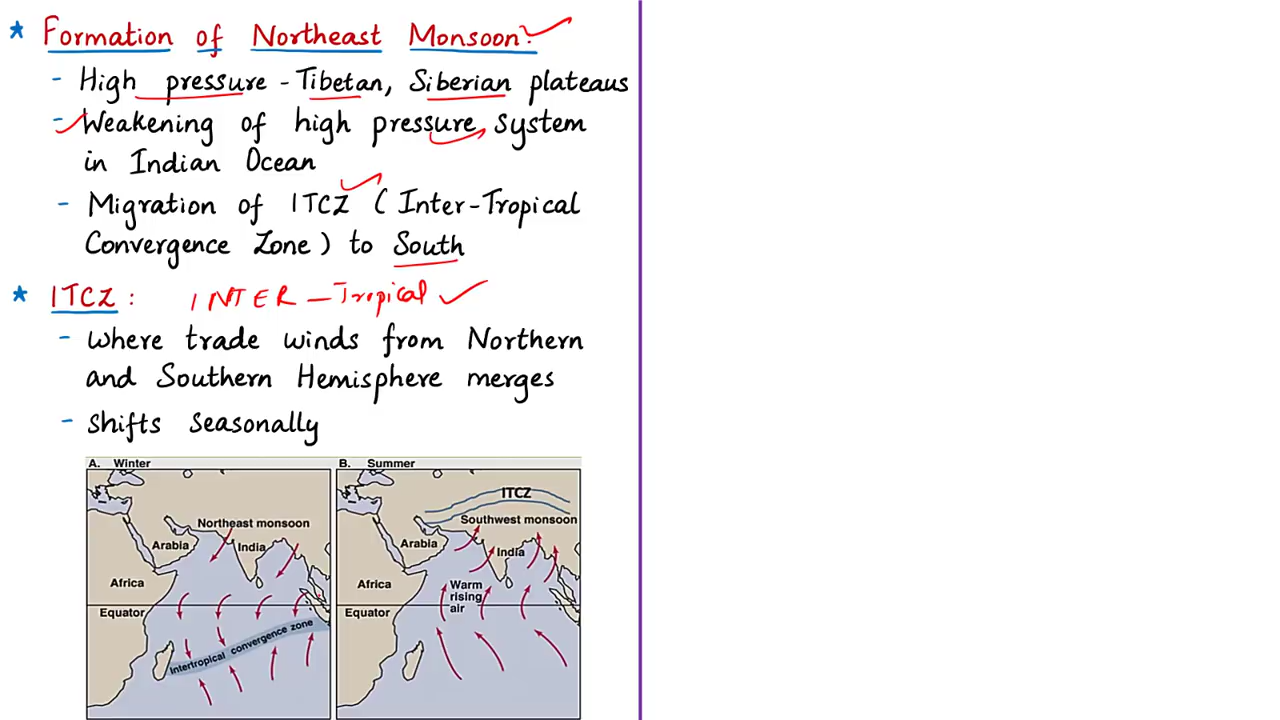 * Formation of Northeast Monsoon:
- High pressure - Tibetan, Siberian plateaus
- Weakening of high pressure system
in Indian Ocean
- Migration of ITCZ (Inter-Tropical
Convergence Zone) to South
* ITCZ: INTER - Tropical
- where trade winds from Northern
and Southern Hemisphere merges
- Shifts Seasonally
A. Winter
Northeast monsoon
Arabia
India
Africa
Equator
Intertropical convergence zone
B. Summer
ITCZ
Southwest monsoon
Arabia
India
Africa
Warm
rising
air
Equator